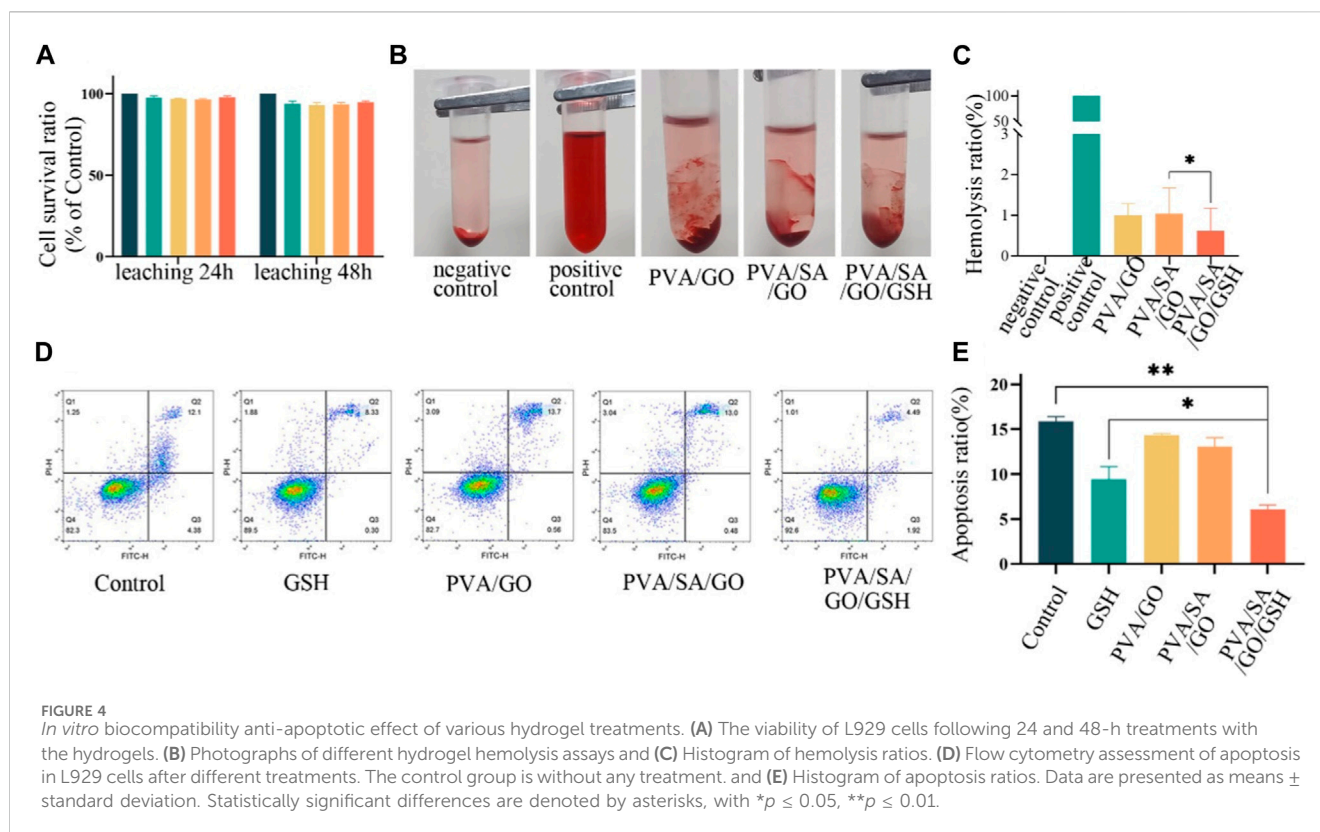 A
Cell survival ratio
(% of Control)
100
50
0
leaching 24h
leaching 48h
B
negative
control
positive
control
PVA/GO
PVA/SA
/GO
PVA/SA
/GO/GSH
C
Hemolysis ratio(%)
100
50
3
2
1
0
*
negative
control
positive
control
PVA/GO
PVA/SA
/GO
PVA/SA
/GO/GSH
D
Q1
1.25
Q2
12.1
Q4
82.3
Q3
4.38
PI-H
FITC-H
Control
Q1
1.88
Q2
8.33
Q4
89.5
Q3
0.30
PI-H
FITC-H
GSH
Q1
3.09
Q2
13.7
Q4
82.7
Q3
0.56
PI-H
FITC-H
PVA/GO
Q1
3.04
Q2
13.0
Q4
83.5
Q3
0.48
PI-H
FITC-H
PVA/SA/GO
Q1
1.01
Q2
4.49
Q4
92.6
Q3
1.92
PI-H
FITC-H
PVA/SA/
GO/GSH
E
Apoptosis ratio(%)
20
15
10
5
0
**
*
Control
GSH
PVA/GO
PVA/SA
/GO
PVA/SA
/GO/GSH
FIGURE 4
In vitro biocompatibility anti-apoptotic effect of various hydrogel treatments. (A) The viability of L929 cells following 24 and 48-h treatments with
the hydrogels. (B) Photographs of different hydrogel hemolysis assays and (C) Histogram of hemolysis ratios. (D) Flow cytometry assessment of apoptosis
in L929 cells after different treatments. The control group is without any treatment. and (E) Histogram of apoptosis ratios. Data are presented as means ±
standard deviation. Statistically significant differences are denoted by asterisks, with *p ≤ 0.05, **p ≤ 0.01.